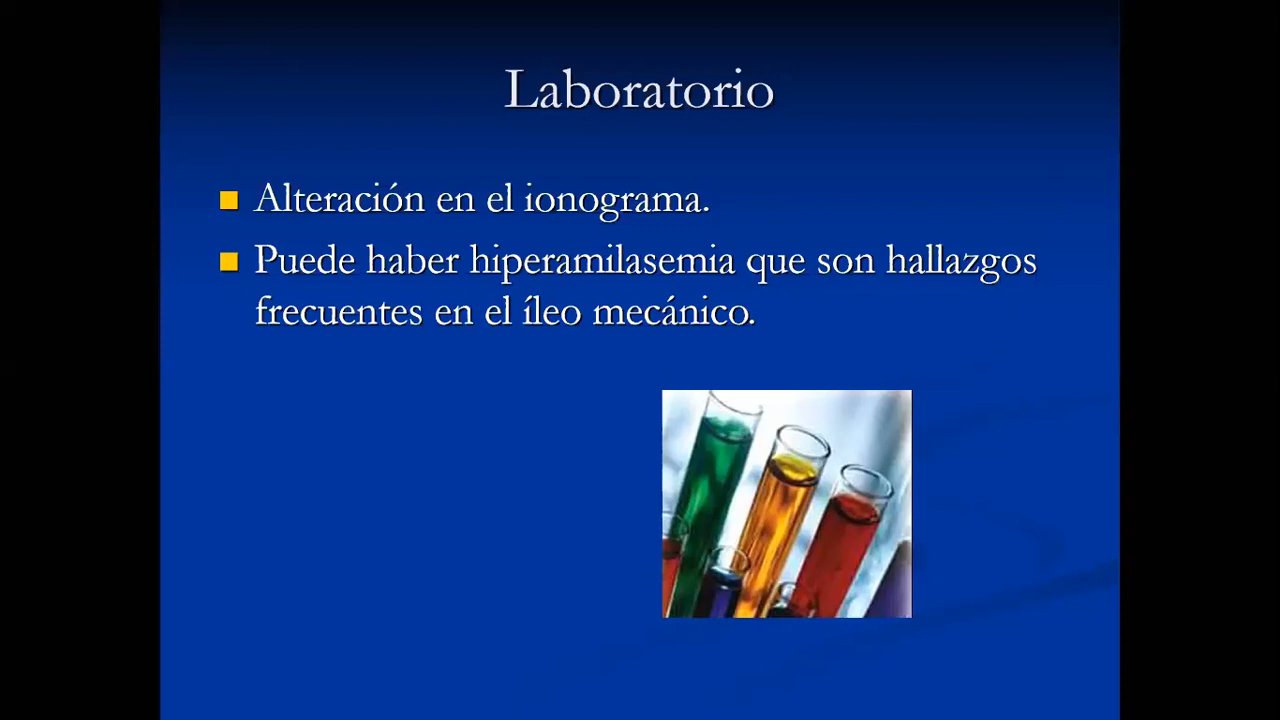 Laboratorio
Alteración en el ionograma.
Puede haber hiperamilasemia que son hallazgos
frecuentes en el íleo mecánico.